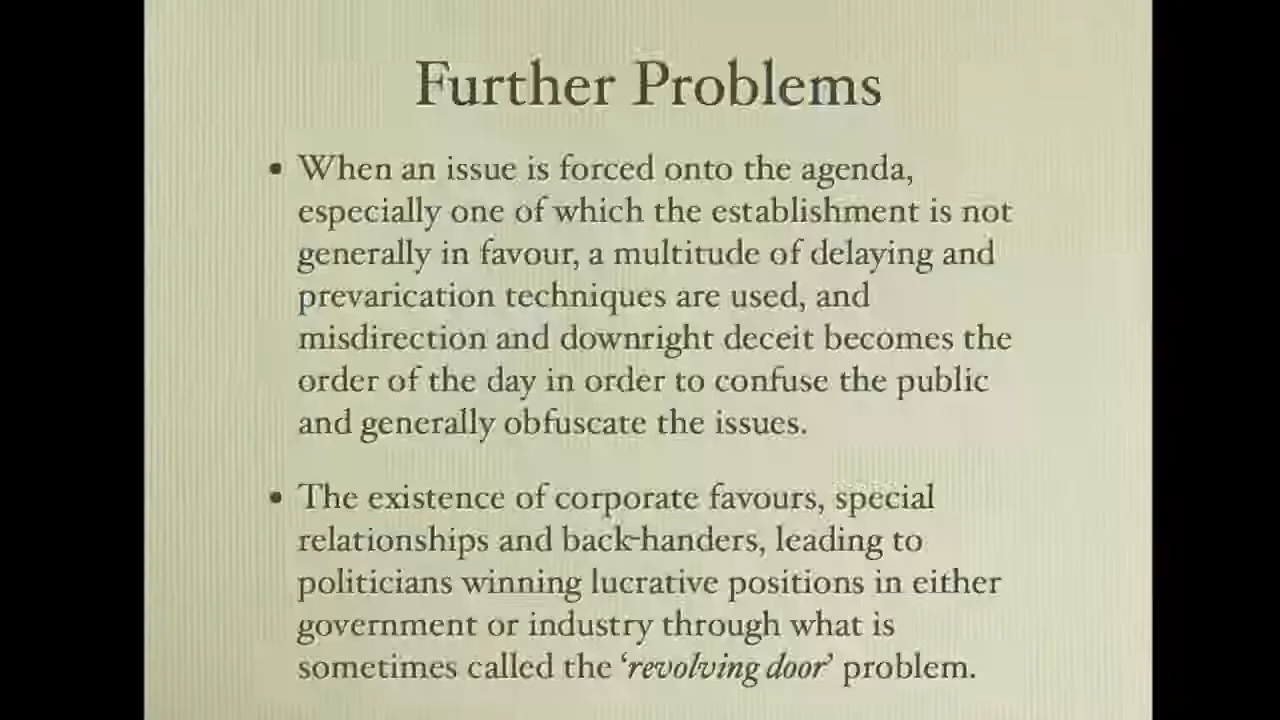 Further Problems
• When an issue is forced onto the agenda,
especially one of which the establishment is not
generally in favour, a multitude of delaying and
prevarication techniques are used, and
misdirection and downright deceit becomes the
order of the day in order to confuse the public
and generally obfuscate the issues.
• The existence of corporate favours, special
relationships and back-handers, leading to
politicians winning lucrative positions in either
government or industry through what is
sometimes called the ‘revolving door’ problem.